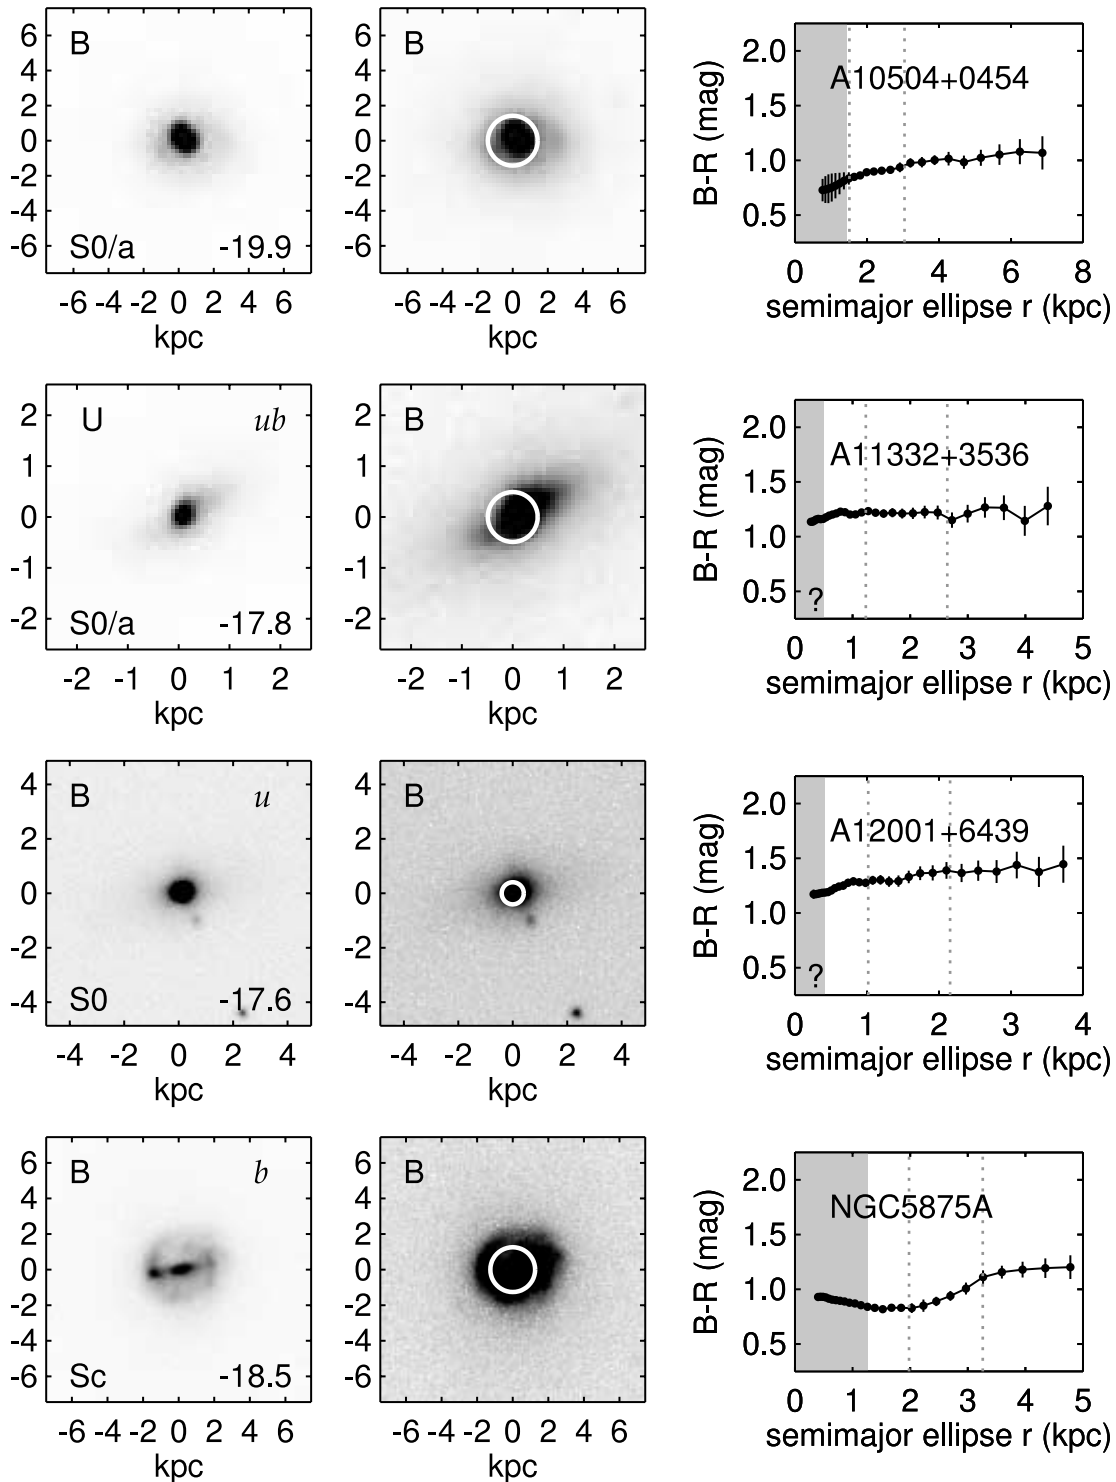 B
S0/a -19.9
6
4
2
0
-2
-4
-6
-6 -4 -2 0 2 4 6
kpc
B
6
4
2
0
-2
-4
-6
-6 -4 -2 0 2 4 6
kpc
A10504+0454
B-R (mag)
2.0
1.5
1.0
0.5
0 2 4 6 8
semimajor ellipse r (kpc)
U ub
S0/a -17.8
2
1
0
-1
-2
-2 -1 0 1 2
kpc
B
2
1
0
-1
-2
-2 -1 0 1 2
kpc
A11332+3536
B-R (mag)
2.0
1.5
1.0
0.5
?
0 1 2 3 4 5
semimajor ellipse r (kpc)
B u
S0 -17.6
4
2
0
-2
-4
-4 -2 0 2 4
kpc
B
4
2
0
-2
-4
-4 -2 0 2 4
kpc
A12001+6439
B-R (mag)
2.0
1.5
1.0
0.5
?
0 1 2 3 4
semimajor ellipse r (kpc)
B b
Sc -18.5
6
4
2
0
-2
-4
-6
-6 -4 -2 0 2 4 6
kpc
B
6
4
2
0
-2
-4
-6
-6 -4 -2 0 2 4 6
kpc
NGC5875A
B-R (mag)
2.0
1.5
1.0
0.5
0 1 2 3 4 5
semimajor ellipse r (kpc)